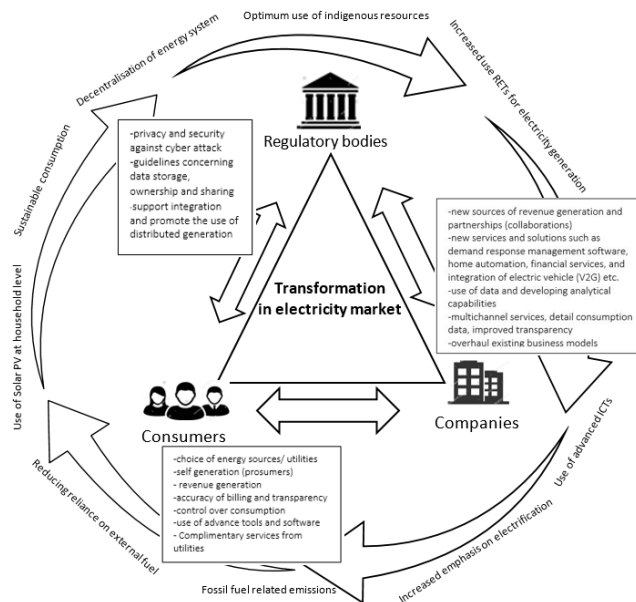 Optimum use of indigenous resources
Decentralisation of energy system
Increased use RETs for electricity generation
Sustainable consumption
Use of Solar PV at household level
Reducing reliance on external fuel
Fossil fuel related emissions
Increased emphasis on electrification
Use of advanced ICTs
Regulatory bodies
-privacy and security
against cyber attack
-guidelines concerning
data storage,
ownership and sharing
-support integration
and promote the use of
distributed generation
-new sources of revenue generation and
partnerships (collaborations)
-new services and solutions such as
demand response management software,
home automation, financial services, and
integration of electric vehicle (V2G) etc.
-use of data and developing analytical
capabilities
-multichannel services, detail consumption
data, improved transparency
-overhaul existing business models
Transformation
in electricity market
Consumers
Companies
-choice of energy sources/ utilities
-self generation (prosumers)
- revenue generation
-accuracy of billing and transparency
-control over consumption
-use of advance tools and software
- Complimentary services from
utilities